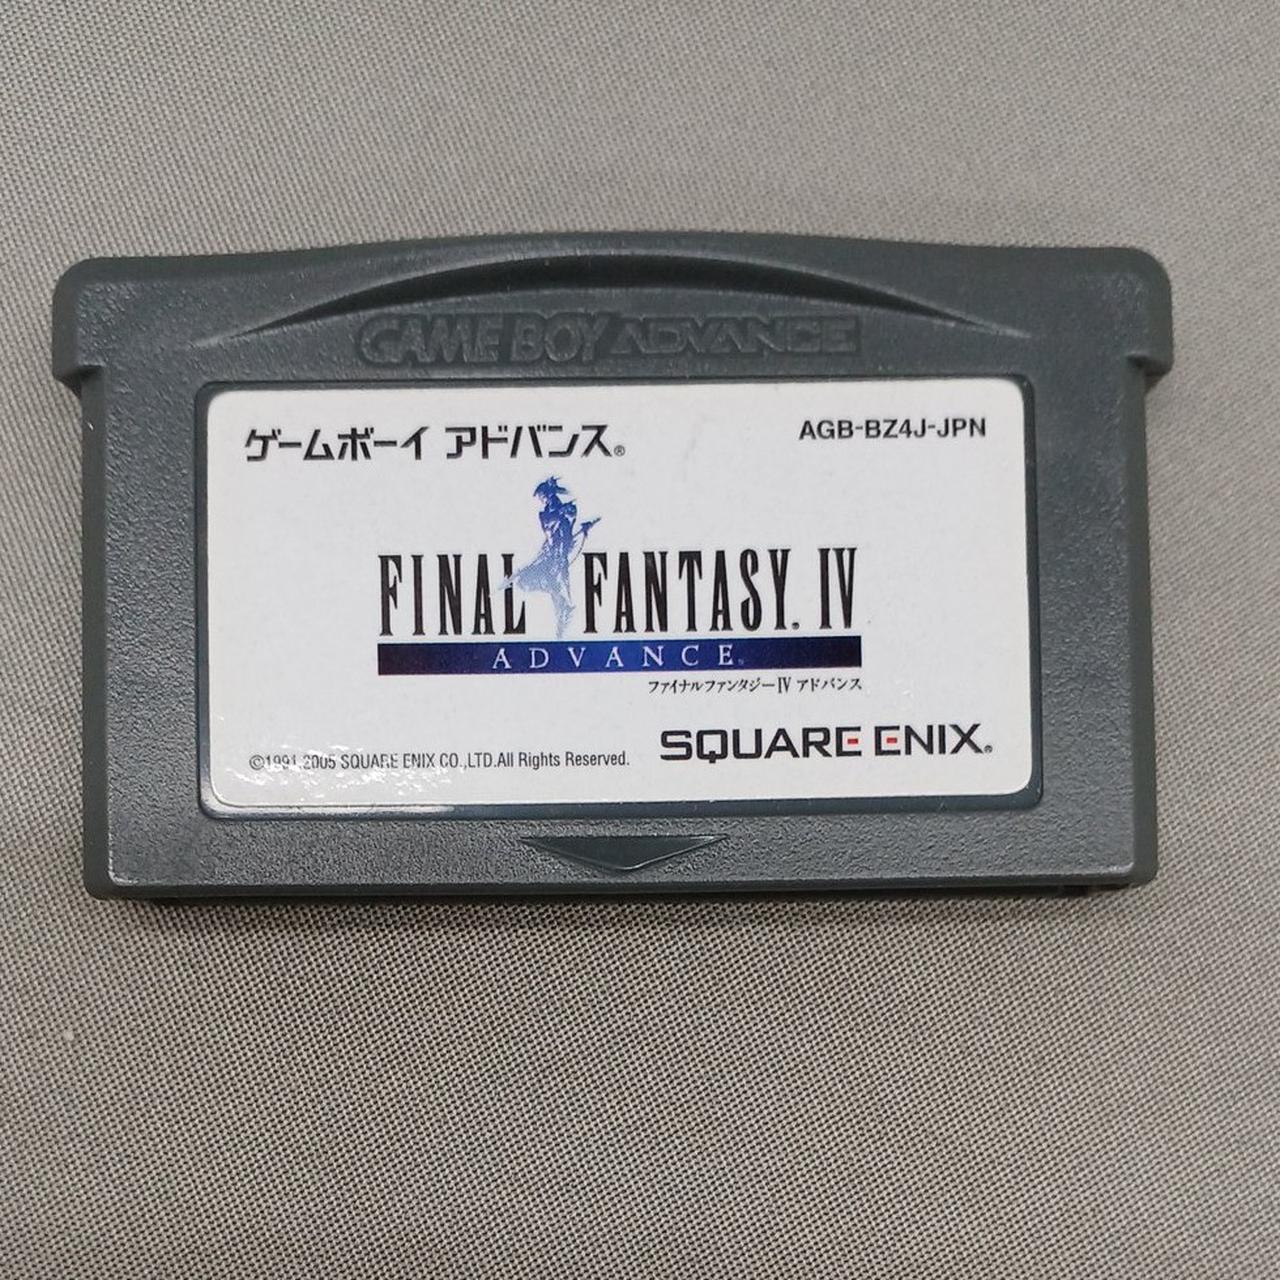 GAME BOY ADVANCE
ゲームボーイ アドバンス®
AGB-BZ4J-JPN
FINAL FANTASY® IV
ADVANCE®
ファイナルファンタジーIV アドバンス
©1991,2005 SQUARE ENIX CO.,LTD.All Rights Reserved.
SQUARE ENIX®